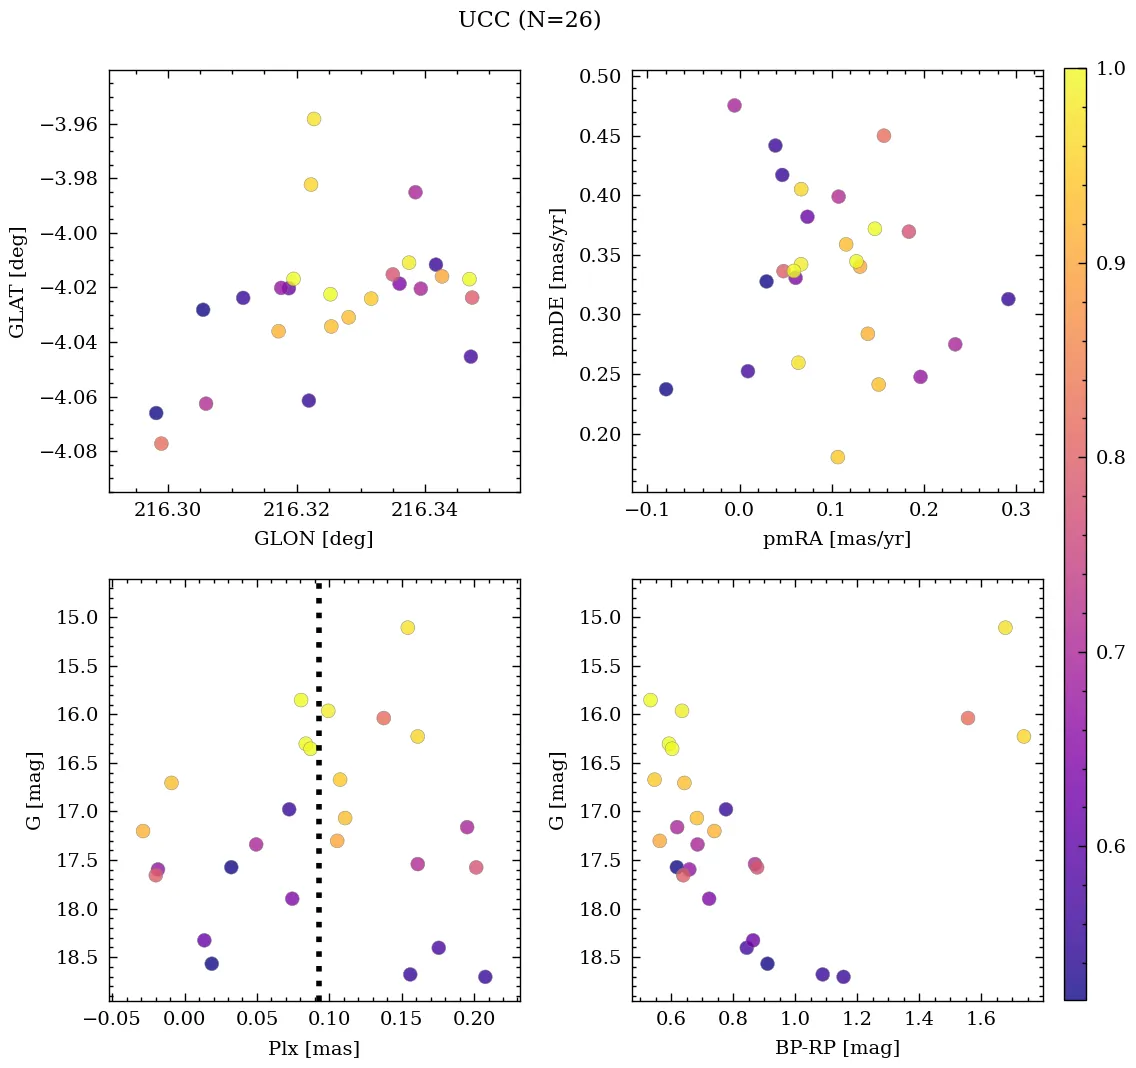 UCC (N=26)
−3.96
−3.98
−4.00
−4.02
−4.04
−4.06
−4.08
GLAT [deg]
216.30 216.32 216.34
GLON [deg]
0.50
0.45
0.40
0.35
0.30
0.25
0.20
pmDE [mas/yr]
−0.1 0.0 0.1 0.2 0.3
pmRA [mas/yr]
15.0
15.5
16.0
16.5
17.0
17.5
18.0
18.5
G [mag]
−0.05 0.00 0.05 0.10 0.15 0.20
Plx [mas]
15.0
15.5
16.0
16.5
17.0
17.5
18.0
18.5
G [mag]
0.6 0.8 1.0 1.2 1.4 1.6
BP-RP [mag]
1.0
0.9
0.8
0.7
0.6